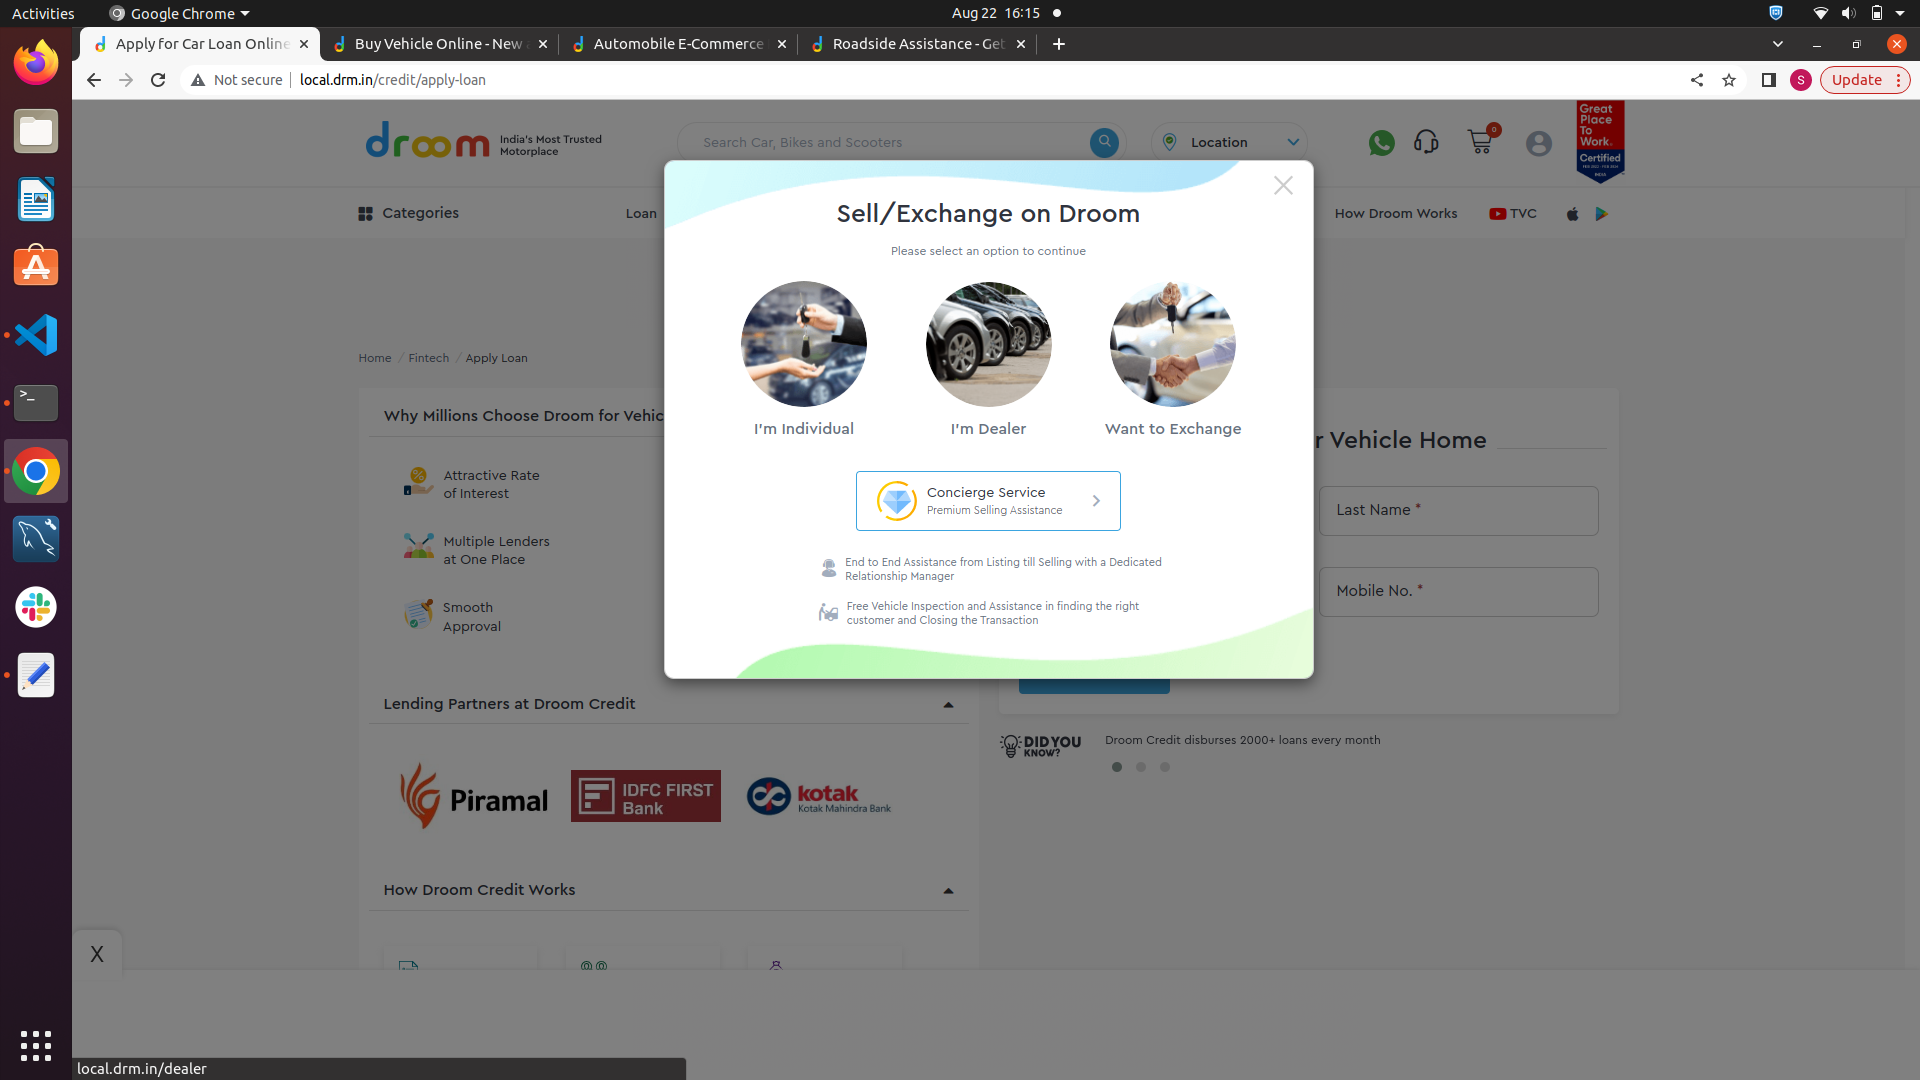 Activities
Google Chrome
Aug 22 16:15
Apply for Car Loan Online
Buy Vehicle Online - New
Automobile E-Commerce
Roadside Assistance - Get
Not secure
local.drm.in/credit/apply-loan
S
Update
droom
India's Most Trusted
Motorplace
Search Car, Bikes and Scooters
Location
0
Great
Place
To
Work.
Certified
Categories
Loan
How Droom Works
TVC
Sell/Exchange on Droom
Please select an option to continue
I'm Individual
I'm Dealer
Want to Exchange
Concierge Service
Premium Selling Assistance
End to End Assistance from Listing till Selling with a Dedicated
Relationship Manager
Free Vehicle Inspection and Assistance in finding the right
customer and Closing the Transaction
Home / Fintech / Apply Loan
Why Millions Choose Droom for Vehic
Attractive Rate
of Interest
Multiple Lenders
at One Place
Smooth
Approval
r Vehicle Home
Last Name *
Mobile No. *
Lending Partners at Droom Credit
Piramal
IDFC FIRST
Bank
kotak
Kotak Mahindra Bank
DID YOU
KNOW?
Droom Credit disburses 2000+ loans every month
How Droom Credit Works
X
local.drm.in/dealer